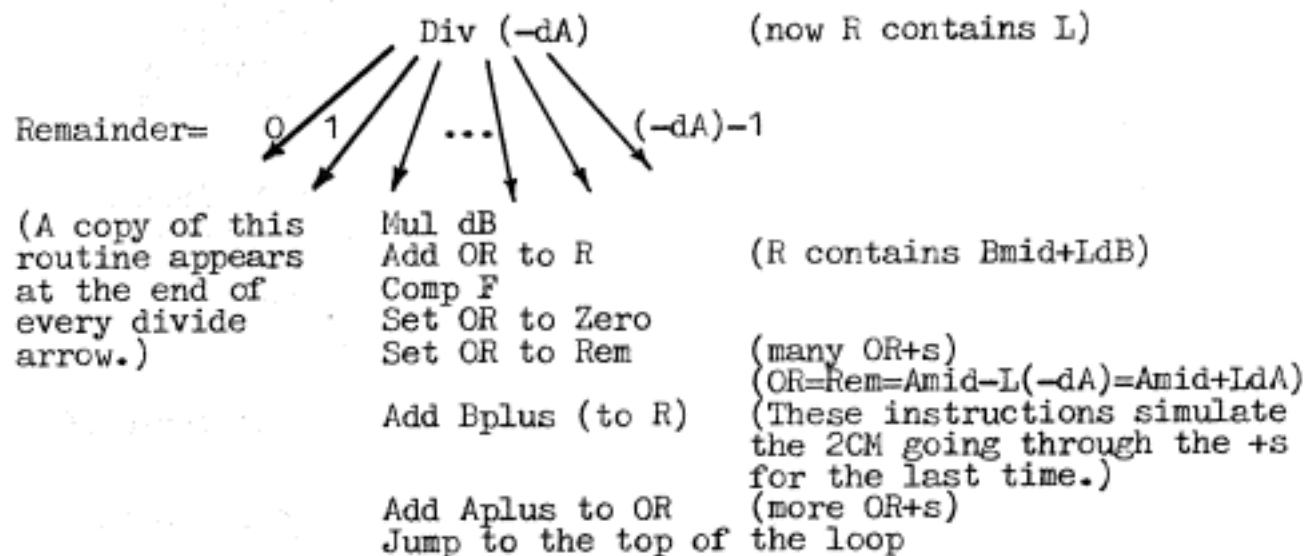 Div (-dA) (now R contains L)
Remainder= 0 1 ... (-dA)-1
(A copy of this Mul dB
routine appears Add OR to R (R contains Bmid+LdB)
at the end of Comp F
every divide Set OR to Zero
arrow.) Set OR to Rem (many OR+s)
(OR=Rem=Amid-L(-dA)=Amid+LdA)
Add Bplus (to R) (These instructions simulate
the 2CM going through the +s
for the last time.)
Add Aplus to OR (more OR+s)
Jump to the top of the loop